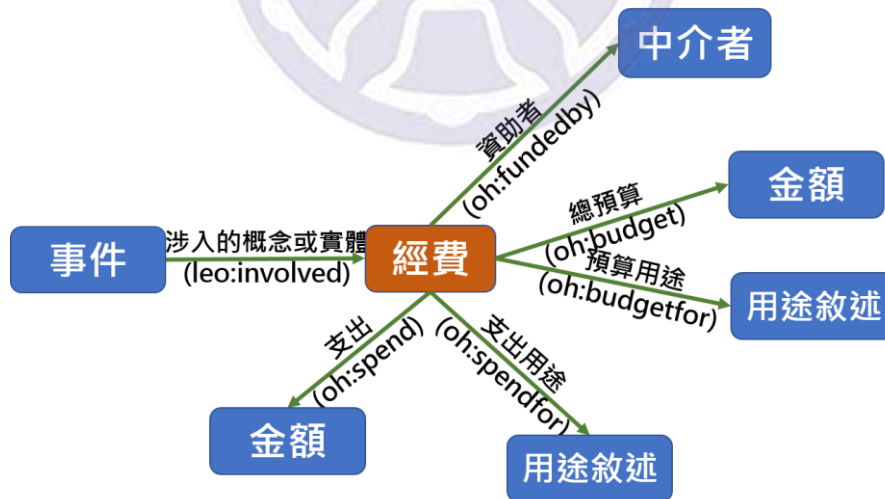 中介者
資助者
(oh:fundedby)
金額
總預算
(oh:budget)
事件
涉入的概念或實體
(leo:involved)
經費
預算用途
(oh:budgetfor)
用途敘述
支出
(oh:spend)
支出用途
(oh:spendfor)
金額
用途敘述